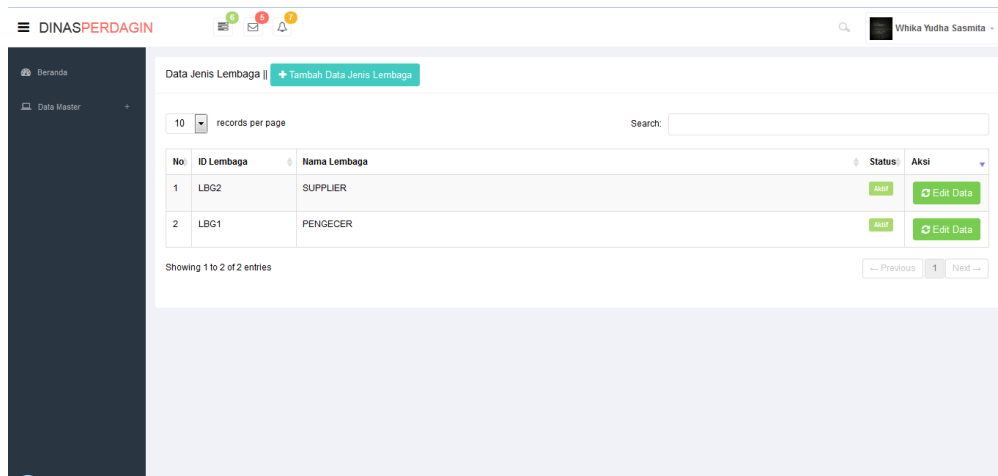 DINASPERDAGIN 6 5 7 Whika Yudha Sasmita
Beranda
Data Master +
Data Jenis Lembaga || + Tambah Data Jenis Lembaga
10 records per page Search:
No ID Lembaga Nama Lembaga Status Aksi
1 LBG2 SUPPLIER Aktif Edit Data
2 LBG1 PENGECER Aktif Edit Data
Showing 1 to 2 of 2 entries ← Previous 1 Next →